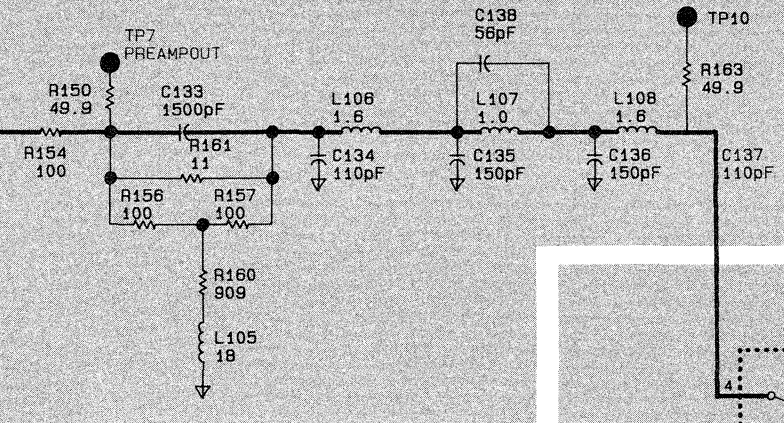 C138
56pF
TP10
TP7
PREAMPOUT
R150
49.9
C133
1500pF
L106
1.6
L107
1.0
L108
1.6
R163
49.9
R154
100
R161
11
C134
110pF
C135
150pF
C136
150pF
C137
110pF
R156
100
R157
100
R160
909
L105
18
4